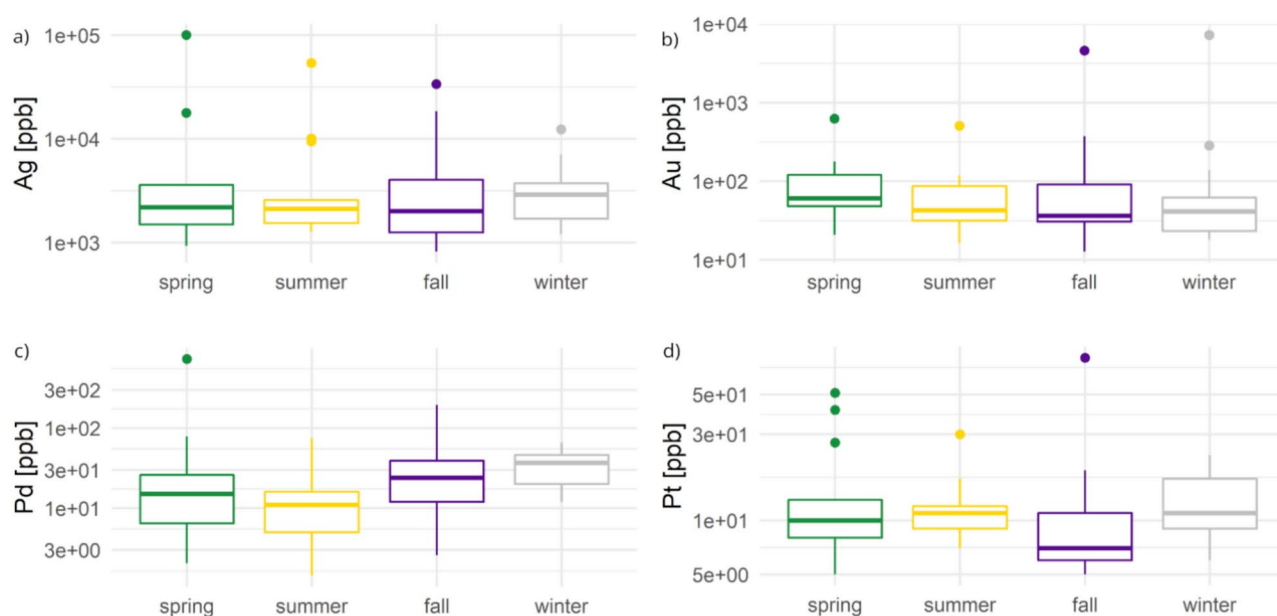 a)
Ag [ppb]
1e+05
1e+04
1e+03
spring summer fall winter
b)
Au [ppb]
1e+04
1e+03
1e+02
1e+01
spring summer fall winter
c)
Pd [ppb]
3e+02
1e+02
3e+01
1e+01
3e+00
spring summer fall winter
d)
Pt [ppb]
5e+01
3e+01
1e+01
5e+00
spring summer fall winter